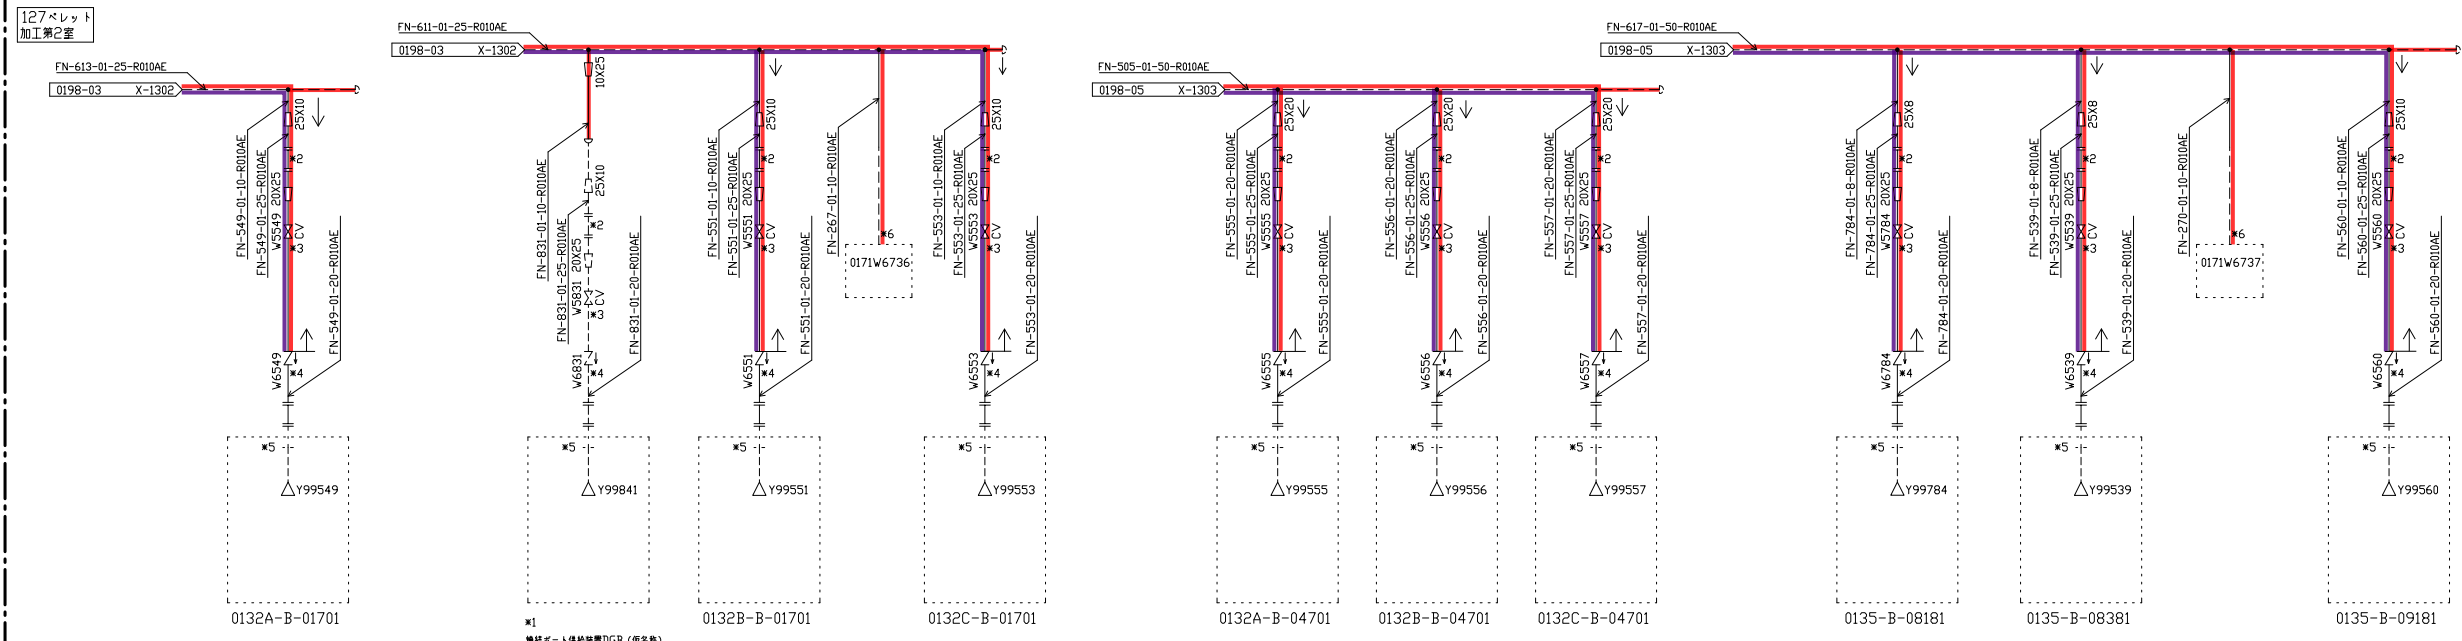 127ペレット
加工第2室
FN-613-01-25-R010AE
0198-03 X-1302
25X10
FN-549-01-10-R010AE
FN-549-01-25-R010AE
W5549 20X25
※2
CV
※3
FN-549-01-20-R010AE
W6549
※4
※5
Y99549
0132A-B-01701
FN-611-01-25-R010AE
0198-03 X-1302
10X25
FN-831-01-10-R010AE
25X10
FN-831-01-25-R010AE
W5831 20X25
※2
CV
※3
FN-831-01-20-R010AE
W6831
※4
※5
Y99841
※1
25X10
FN-551-01-10-R010AE
FN-551-01-25-R010AE
W5551 20X25
※2
CV
※3
FN-551-01-20-R010AE
W6551
※4
※5
Y99551
0132B-B-01701
FN-267-01-10-R010AE
※6
0171W6736
25X10
FN-553-01-10-R010AE
FN-553-01-25-R010AE
W5553 20X25
※2
CV
※3
FN-553-01-20-R010AE
W6553
※4
※5
Y99553
0132C-B-01701
FN-505-01-50-R010AE
0198-05 X-1303
25X20
FN-555-01-20-R010AE
FN-555-01-25-R010AE
W5555 20X25
※2
CV
※3
FN-555-01-20-R010AE
W6555
※4
※5
Y99555
0132A-B-04701
25X20
FN-556-01-20-R010AE
FN-556-01-25-R010AE
W5556 20X25
※2
CV
※3
FN-556-01-20-R010AE
W6556
※4
※5
Y99556
0132B-B-04701
25X20
FN-557-01-20-R010AE
FN-557-01-25-R010AE
W5557 20X25
※2
CV
※3
FN-557-01-20-R010AE
W6557
※4
※5
Y99557
0132C-B-04701
FN-617-01-50-R010AE
0198-05 X-1303
25X8
FN-784-01-8-R010AE
FN-784-01-25-R010AE
W5784 20X25
※2
CV
※3
FN-784-01-20-R010AE
W6784
※4
※5
Y99784
0135-B-08181
25X8
FN-539-01-8-R010AE
FN-539-01-25-R010AE
W5539 20X25
※2
CV
※3
FN-539-01-20-R010AE
W6539
※4
※5
Y99539
0135-B-08381
FN-270-01-10-R010AE
※6
0171W6737
25X10
FN-560-01-10-R010AE
FN-560-01-25-R010AE
W5560 20X25
※2
CV
※3
FN-560-01-20-R010AE
W6560
※4
※5
Y99560
0135-B-09181